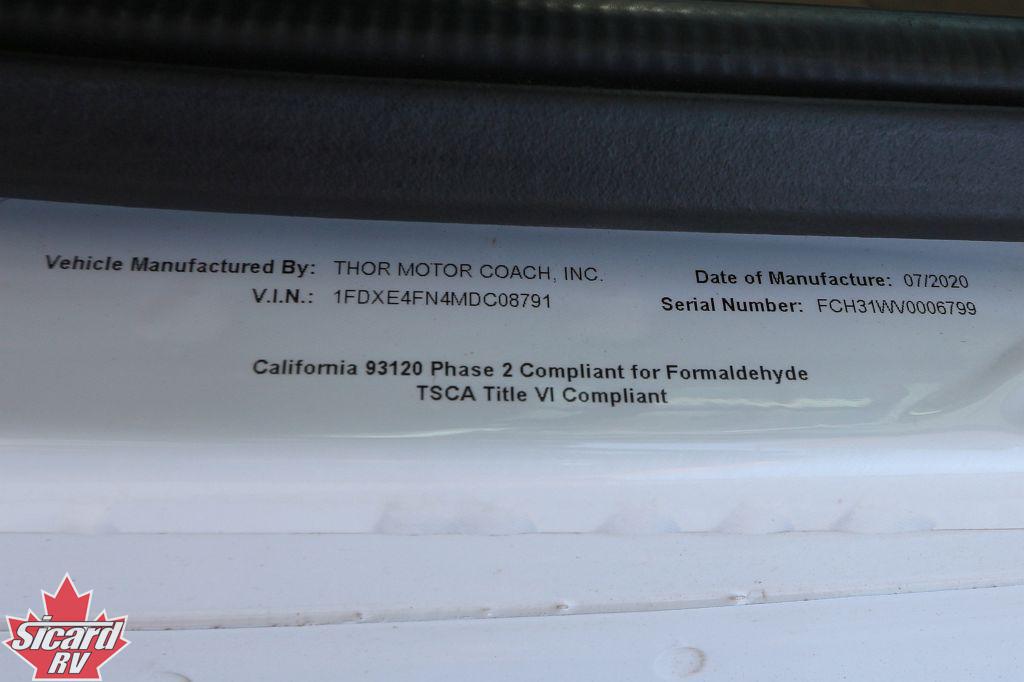 Vehicle Manufactured By: THOR MOTOR COACH, INC.
V.I.N.: 1FDXE4FN4MDC08791
Date of Manufacture: 07/2020
Serial Number: FCH31WV0006799
California 93120 Phase 2 Compliant for Formaldehyde
TSCA Title VI Compliant
Sicard
RV